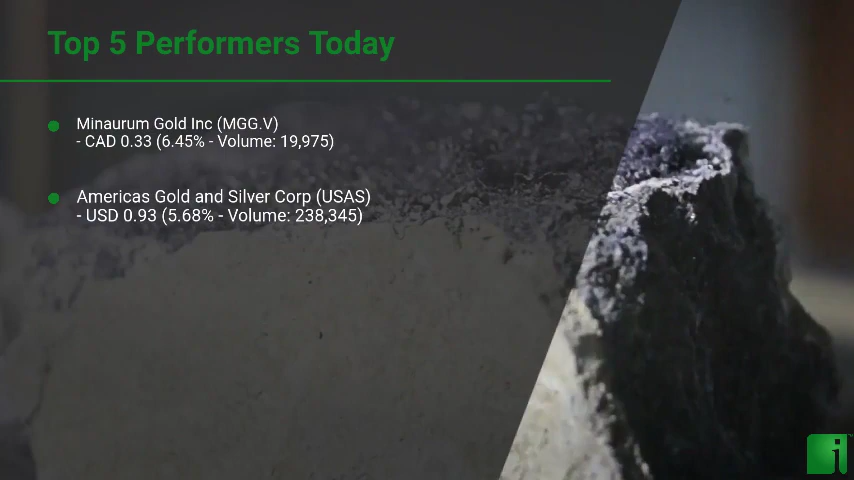 Top 5 Performers Today
Minaurum Gold Inc (MGG.V)
- CAD 0.33 (6.45% - Volume: 19,975)
Americas Gold and Silver Corp (USAS)
- USD 0.93 (5.68% - Volume: 238,345)
i